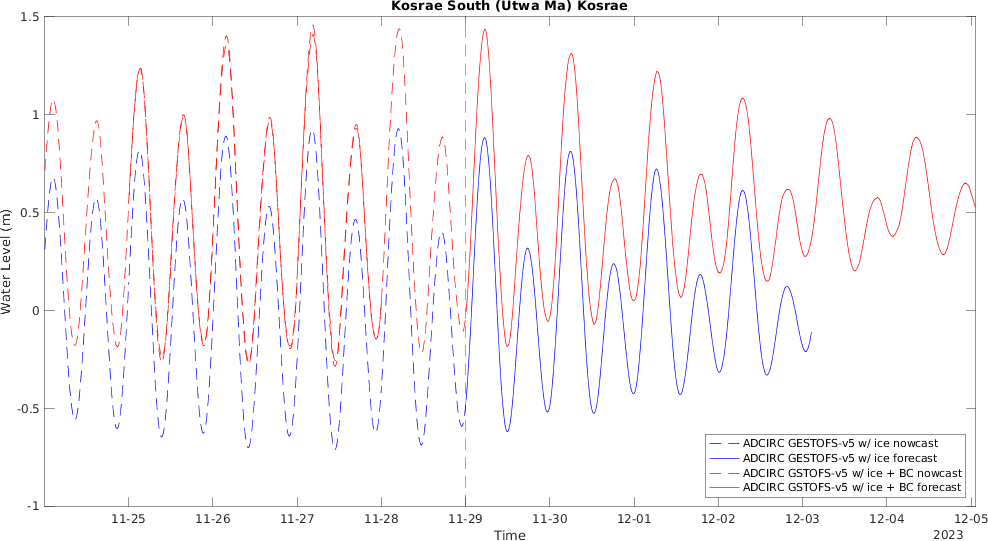 Kosrae South (Utwa Ma) Kosrae
Water Level (m)
1.5
1
0.5
0
-0.5
-1
ADCIRC GESTOFS-v5 w/ ice nowcast
ADCIRC GESTOFS-v5 w/ ice forecast
ADCIRC GSTOFS-v5 w/ ice + BC nowcast
ADCIRC GSTOFS-v5 w/ ice + BC forecast
11-25 11-26 11-27 11-28 11-29 11-30 12-01 12-02 12-03 12-04 12-05
Time
2023